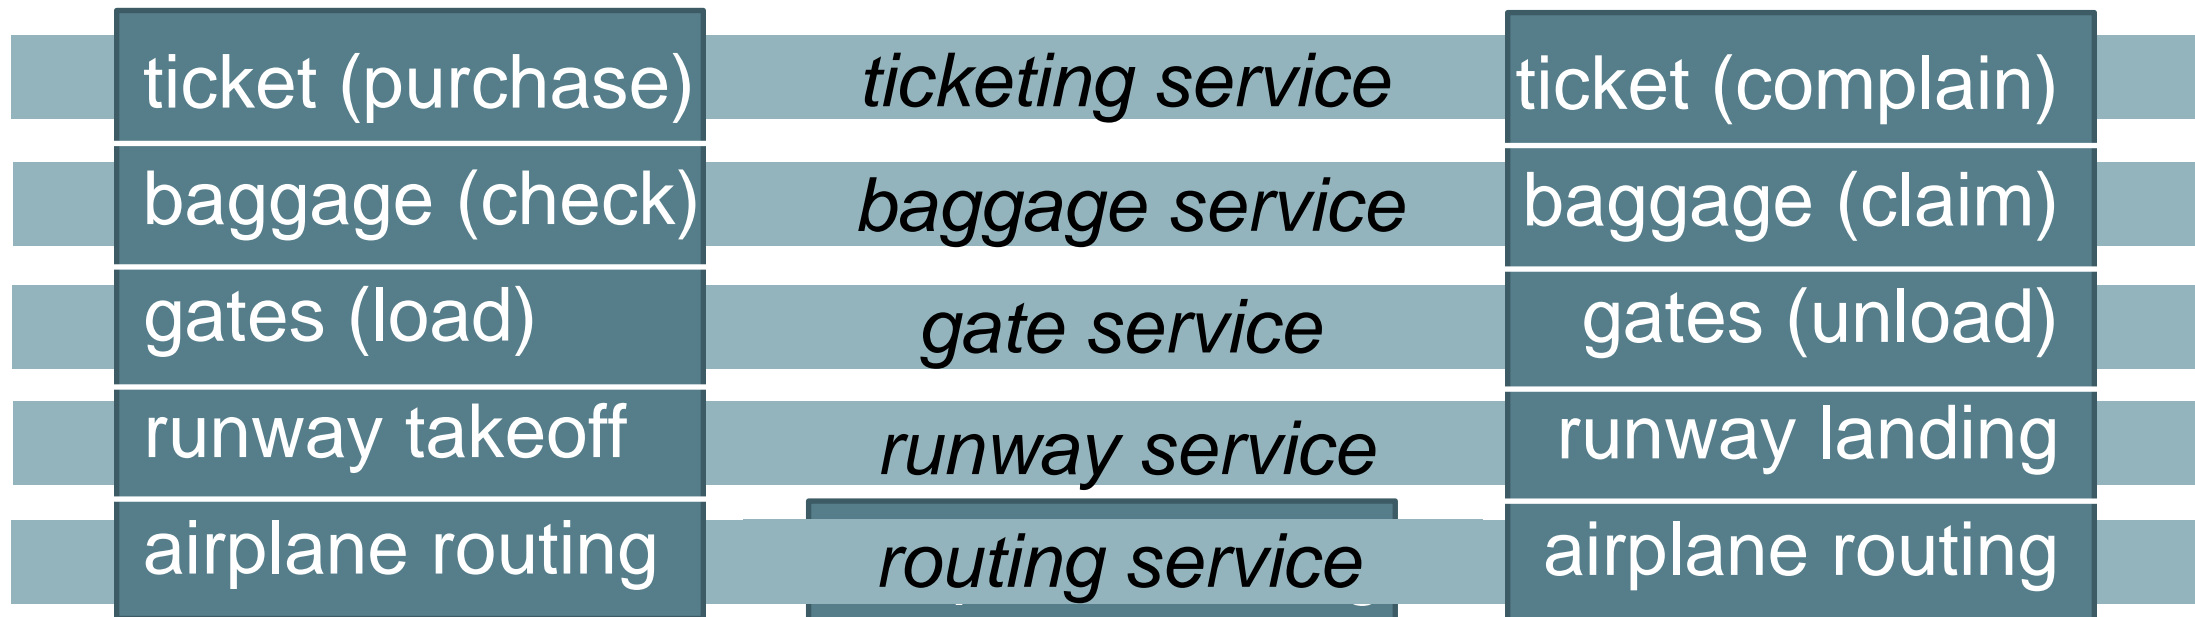 ticket (purchase) ticketing service ticket (complain)
baggage (check) baggage service baggage (claim)
gates (load) gate service gates (unload)
runway takeoff runway service runway landing
airplane routing routing service airplane routing